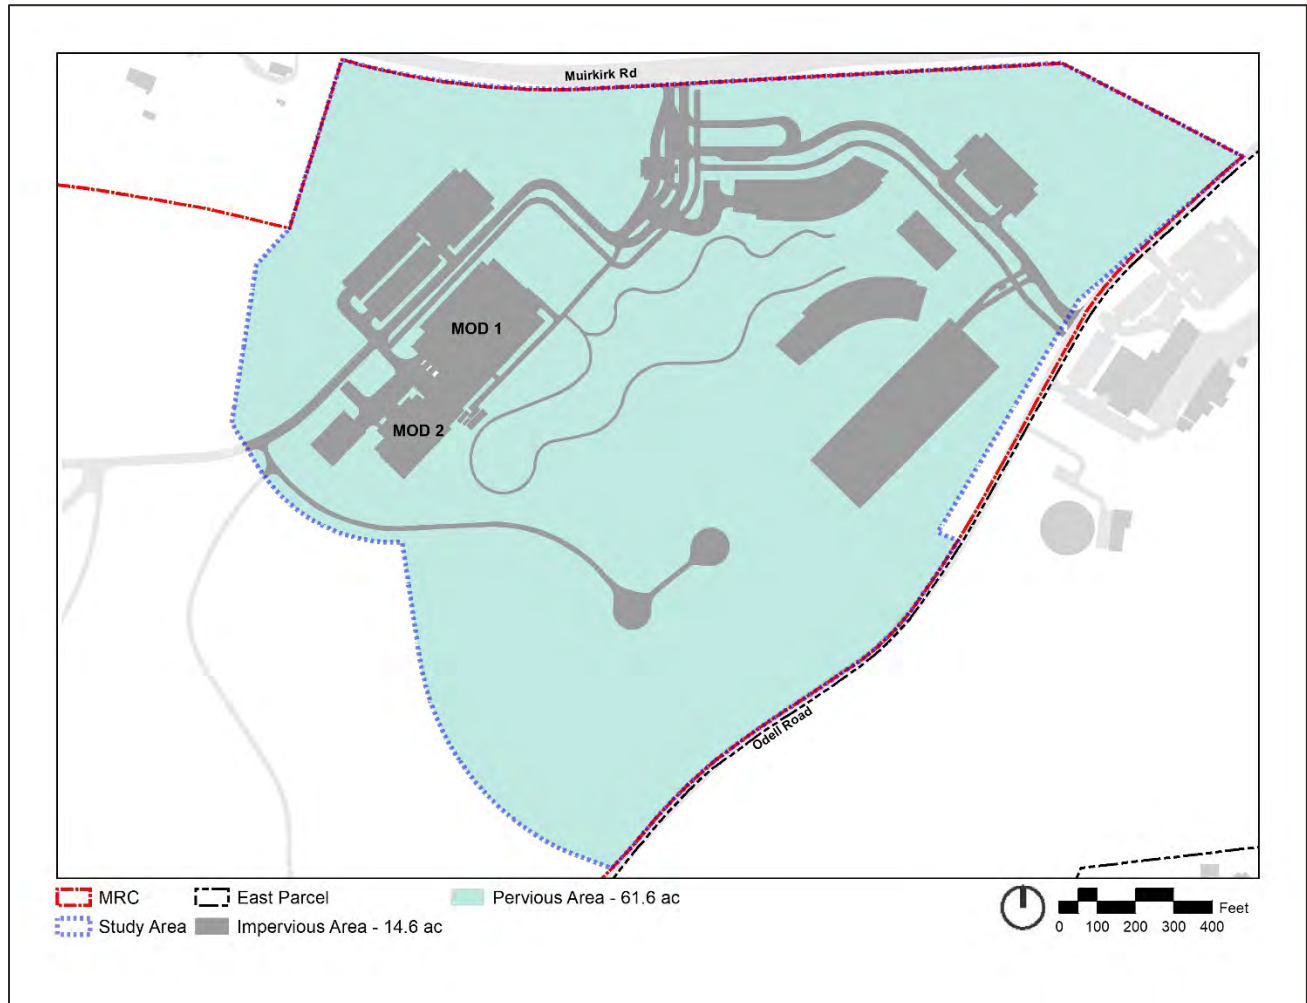 Muirkirk Rd
MOD 1
MOD 2
Odell Road
MRC
East Parcel
Pervious Area - 61.6 ac
Study Area
Impervious Area - 14.6 ac
Feet
0 100 200 300 400